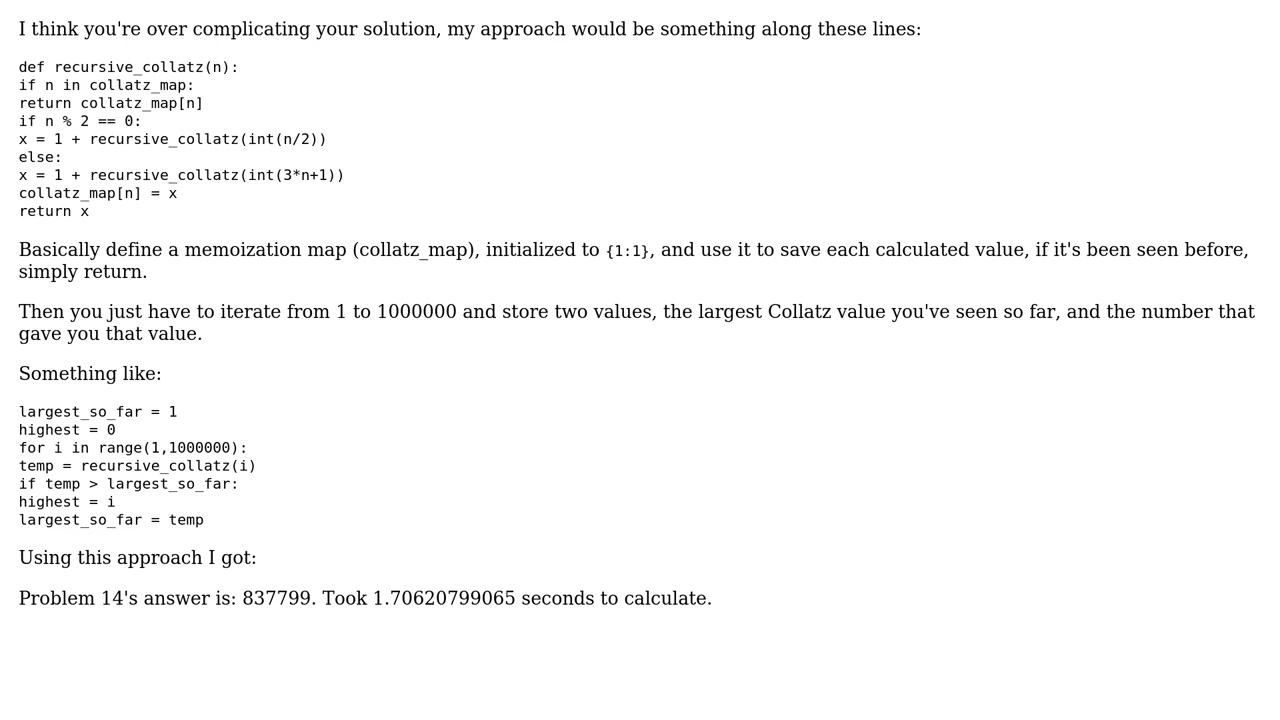 I think you're over complicating your solution, my approach would be something along these lines:
def recursive_collatz(n):
if n in collatz_map:
return collatz_map[n]
if n % 2 == 0:
x = 1 + recursive_collatz(int(n/2))
else:
x = 1 + recursive_collatz(int(3*n+1))
collatz_map[n] = x
return x
Basically define a memoization map (collatz_map), initialized to {1:1}, and use it to save each calculated value, if it's been seen before,
simply return.
Then you just have to iterate from 1 to 1000000 and store two values, the largest Collatz value you've seen so far, and the number that
gave you that value.
Something like:
largest_so_far = 1
highest = 0
for i in range(1,1000000):
temp = recursive_collatz(i)
if temp > largest_so_far:
highest = i
largest_so_far = temp
Using this approach I got:
Problem 14's answer is: 837799. Took 1.70620799065 seconds to calculate.